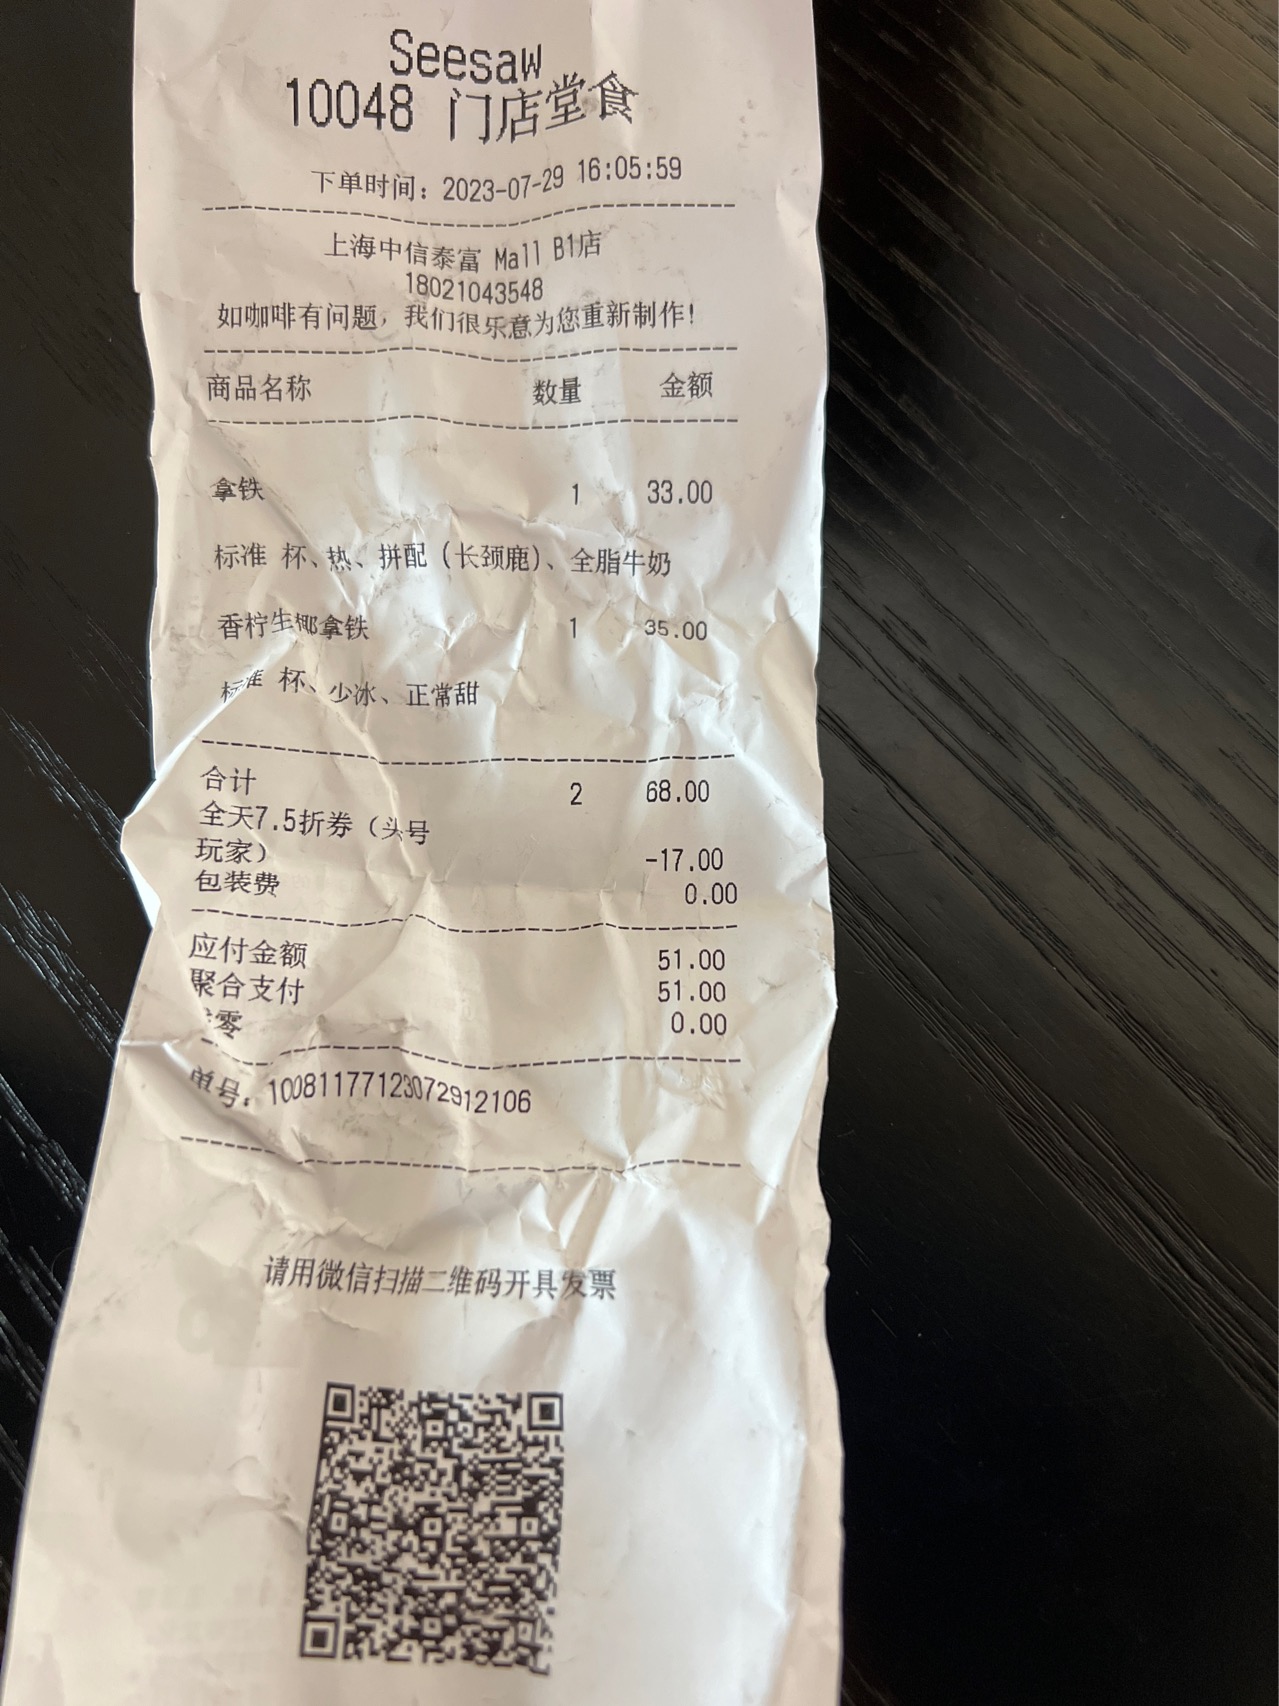 Seesaw
10048 门店堂食
下单时间：2023-07-29 16:05:59
上海中信泰富 Mall B1店
18021043548
如咖啡有问题，我们很乐意为您重新制作！
商品名称 数量 金额
拿铁 1 33.00
标准 杯、热、拼配（长颈鹿）、全脂牛奶
香柠生椰拿铁 1 35.00
标准 杯、少冰、正常甜
合计 2 68.00
全天7.5折券（头号
玩家） -17.00
包装费 0.00
应付金额 51.00
聚合支付 51.00
零 0.00
单号：10081177123072912106
请用微信扫描二维码开具发票